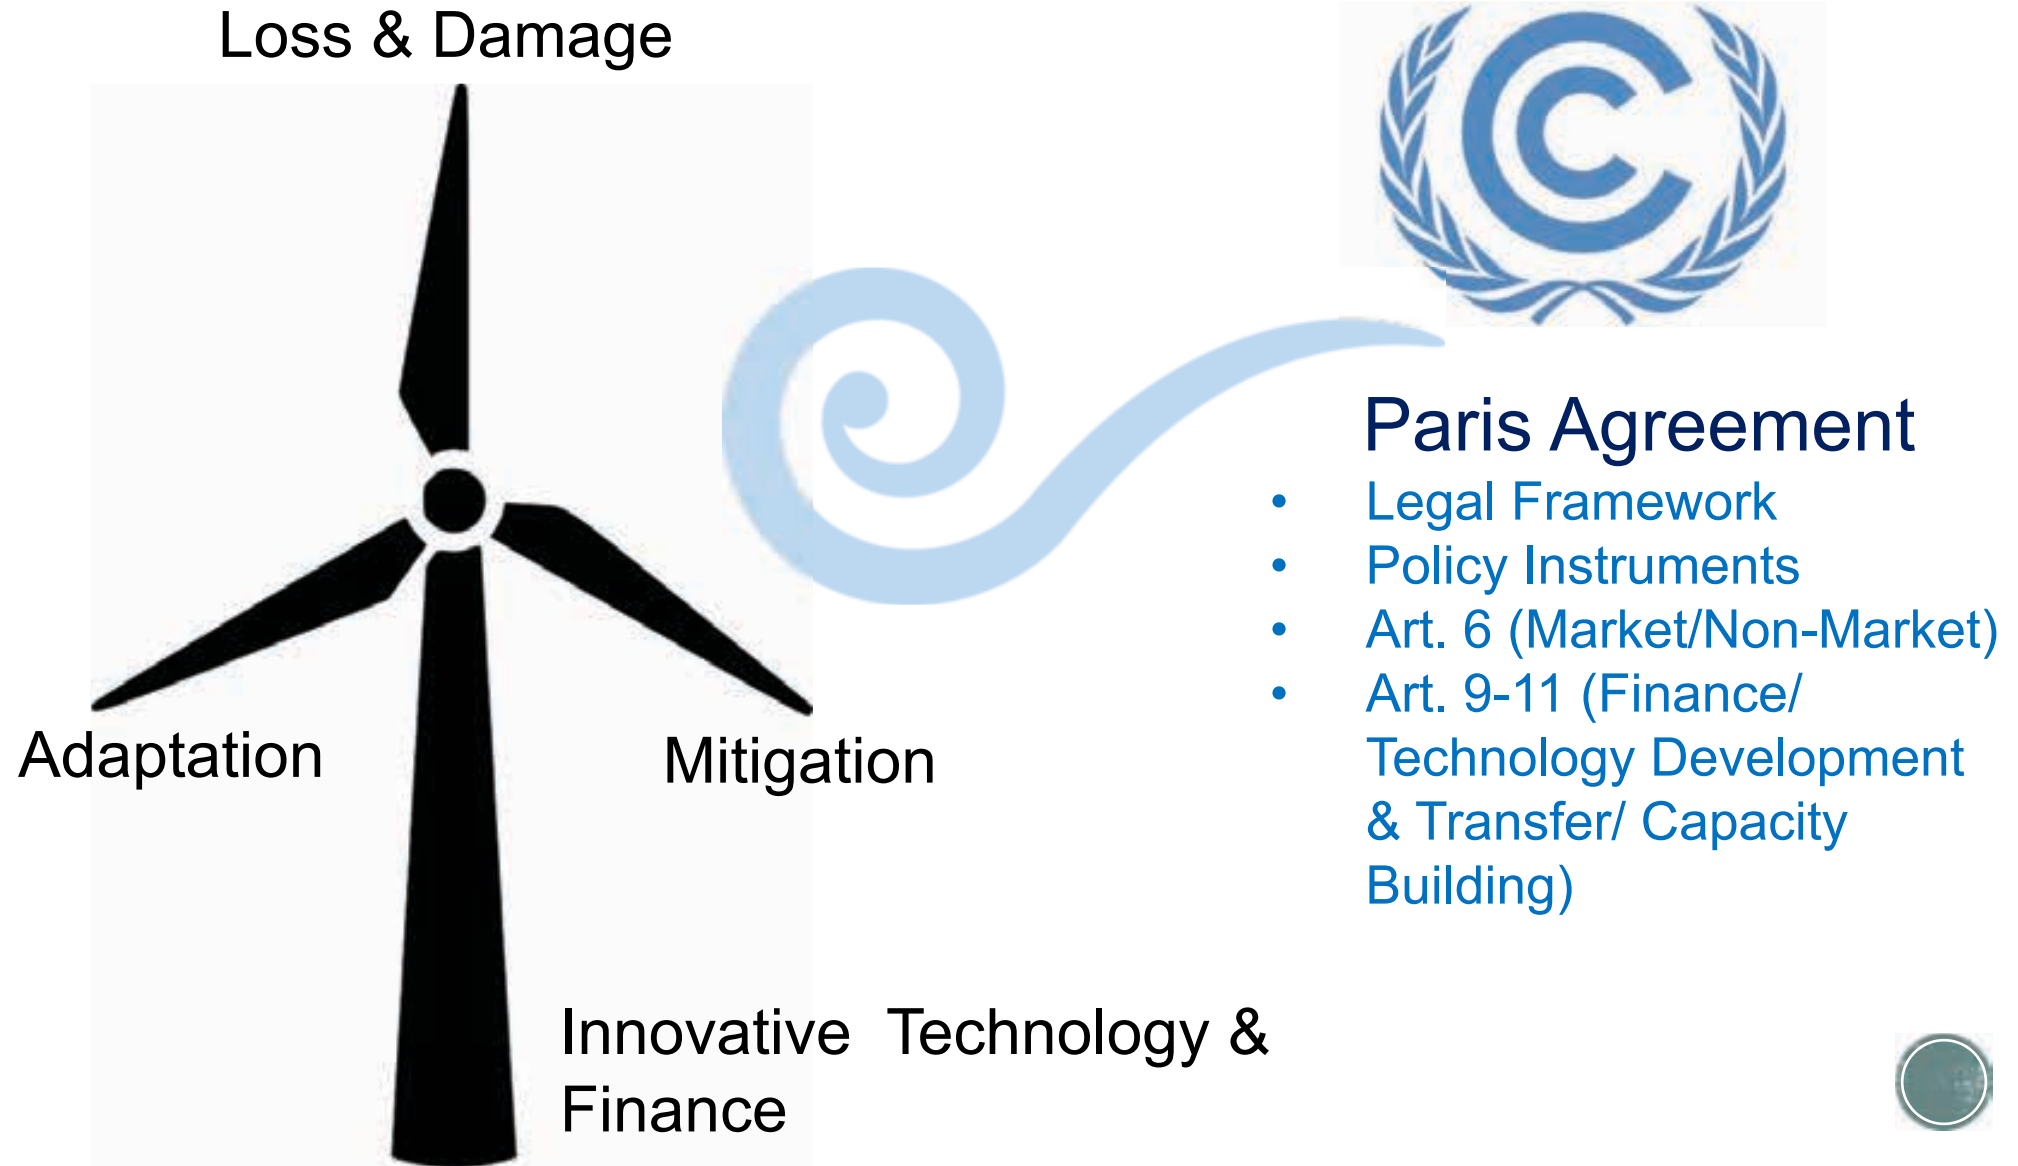 Loss & Damage
Adaptation
Mitigation
Innovative Technology &
Finance
Paris Agreement
• Legal Framework
• Policy Instruments
• Art. 6 (Market/Non-Market)
• Art. 9-11 (Finance/
Technology Development
& Transfer/ Capacity
Building)